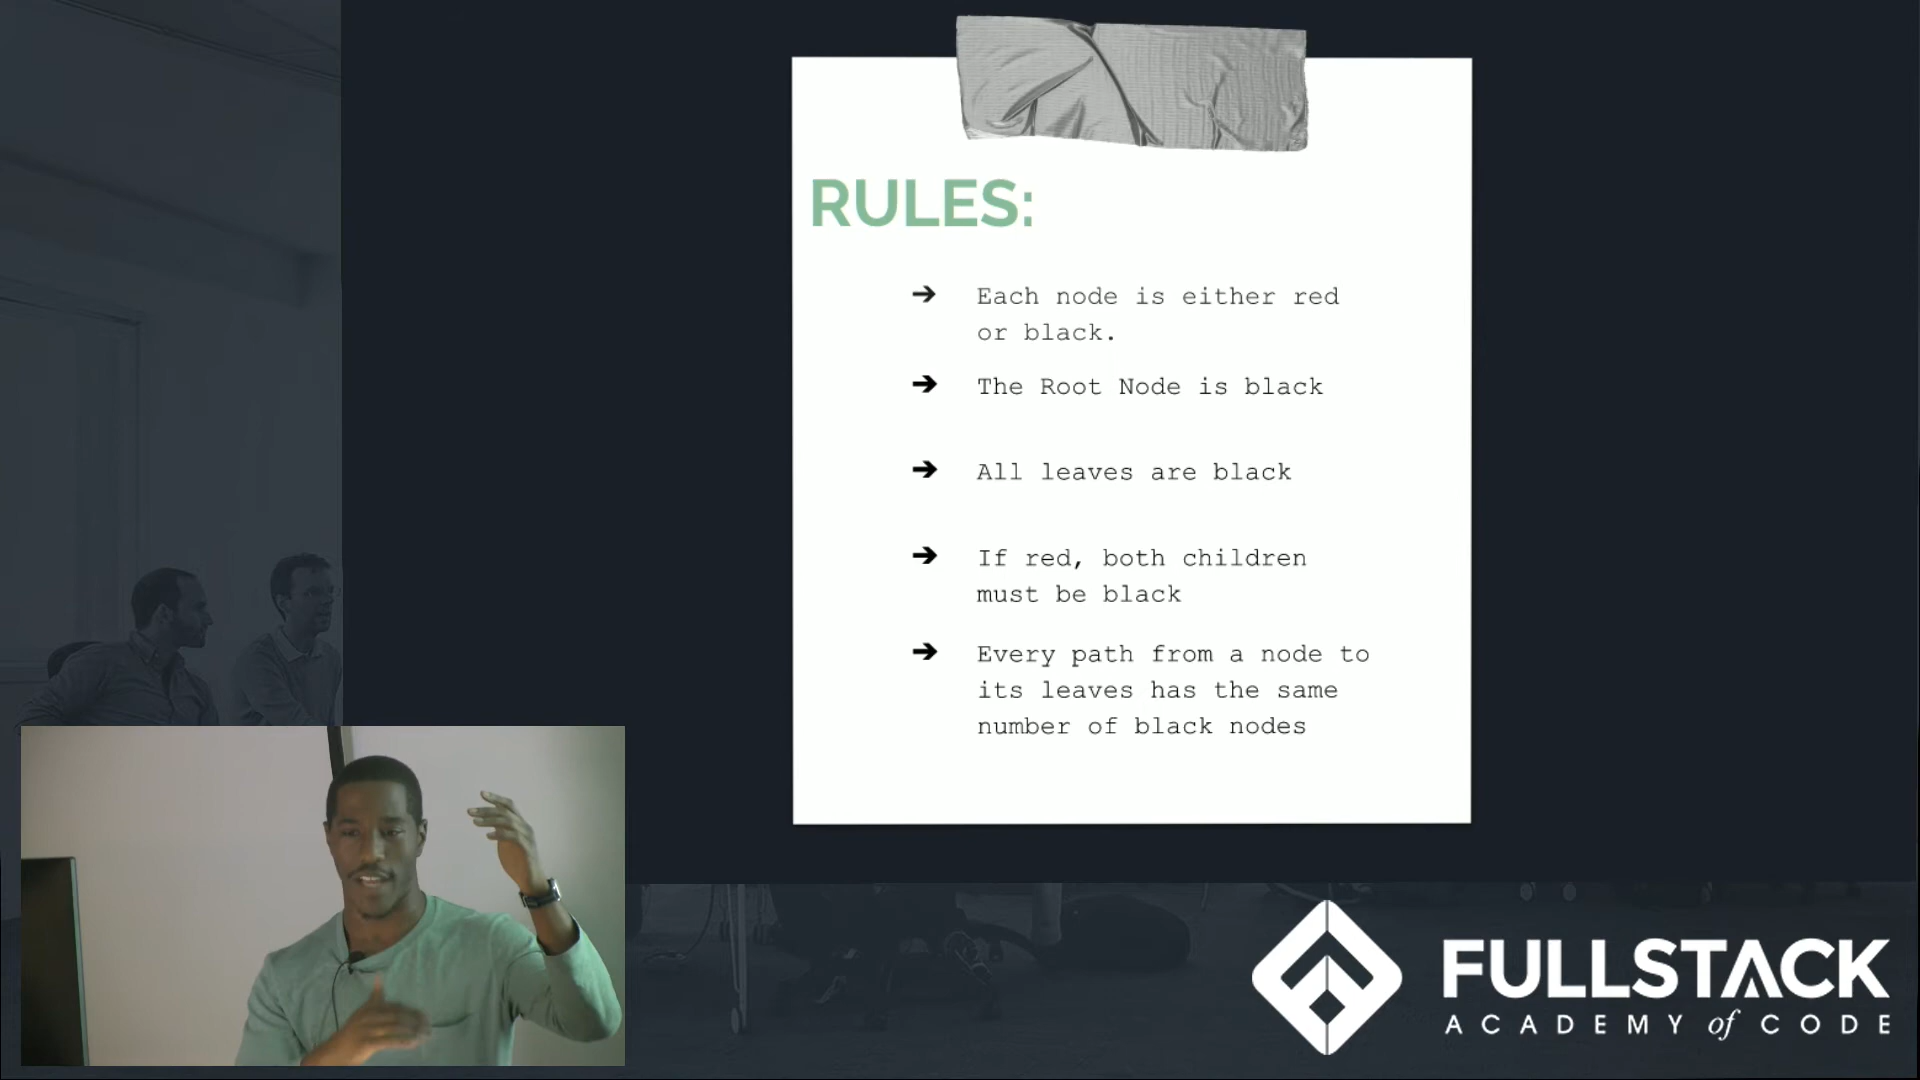 RULES:
➔ Each node is either red
or black.
➔ The Root Node is black
➔ All leaves are black
➔ If red, both children
must be black
➔ Every path from a node to
its leaves has the same
number of black nodes
FULLSTACK
ACADEMY of CODE